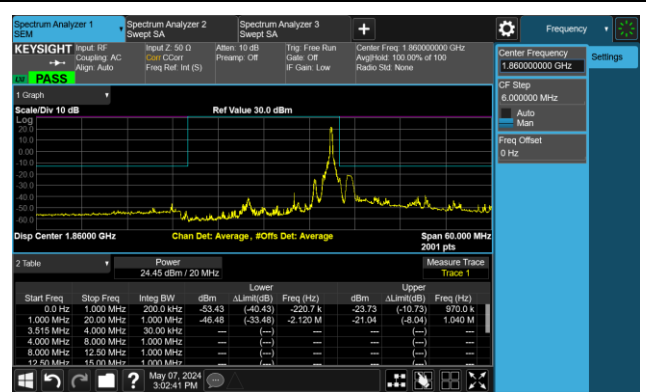 Spectrum Analyzer 1
SEM
Spectrum Analyzer 2
Swept SA
Spectrum Analyzer 3
Swept SA
Frequency
KEYSIGHT
Input: RF
Coupling: AC
Align: Auto
Input Z: 50 Ω
Corr CCorr
Freq Ref: Int (S)
Atten: 10 dB
Preamp: Off
Trig: Free Run
Gate: Off
IF Gain: Low
Center Freq: 1.860000000 GHz
Avg|Hold: 100.00% of 100
Radio Std: None
LW PASS
Center Frequency
1.860000000 GHz
Settings
CF Step
6.000000 MHz
Auto
Man
Freq Offset
0 Hz
1 Graph
Scale/Div 10 dB
Ref Value 30.0 dBm
Log
20.0
10.0
0.00
-10.0
-20.0
-30.0
-40.0
-50.0
-60.0
Disp Center 1.86000 GHz
Chan Det: Average, #Offs Det: Average
Span 60.000 MHz
2001 pts
2 Table
Power
24.45 dBm / 20 MHz
Measure Trace
Trace 1
Lower Upper
Start Freq Stop Freq Integ BW dBm ΔLimit(dB) Freq (Hz) dBm ΔLimit(dB) Freq (Hz)
0.0 Hz 1.000 MHz 200.0 kHz -53.43 (-40.43) -220.7 k -23.73 (-10.73) 970.0 k
1.000 MHz 20.00 MHz 1.000 MHz -46.48 (-33.48) -2.120 M -21.04 (-8.04) 1.040 M
3.515 MHz 4.000 MHz 30.00 kHz --- (---) --- --- (---) ---
4.000 MHz 8.000 MHz 1.000 MHz --- (---) --- --- (---) ---
8.000 MHz 12.50 MHz 1.000 MHz --- (---) --- --- (---) ---
12.50 MHz 15.00 MHz 1.000 MHz --- (---) --- --- (---) ---
May 07, 2024
3:02:41 PM